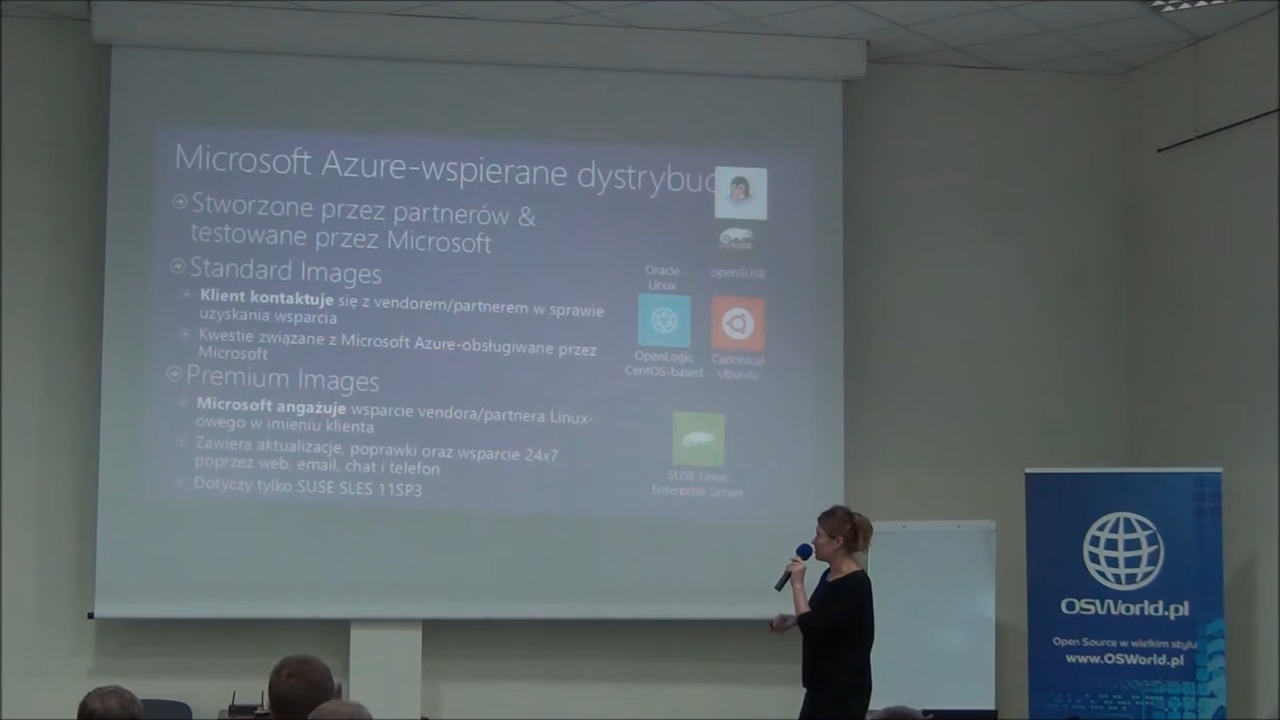 Microsoft Azure-wspierane dystrybuc
Stworzone przez partnerów &
testowane przez Microsoft
Standard Images
Klient kontaktuje się z vendorem/partnerem w sprawie
uzyskania wsparcia
Kwestie związane z Microsoft Azure-obsługiwane przez
Microsoft
Premium Images
Microsoft angażuje wsparcie vendora/partnera Linux-
owego w imieniu klienta
Zawiera aktualizacje, poprawki oraz wsparcie 24x7
poprzez web, email, chat i telefon
Dotyczy tylko SUSE SLES 11SP3
Oracle
Linux
openSUSE
OpenLogic
CentOS-based
Canonical
Ubuntu
SUSE Linux
Enterprise Server
OSWorld.pl
Open Source w wielkim stylu
www.OSWorld.pl